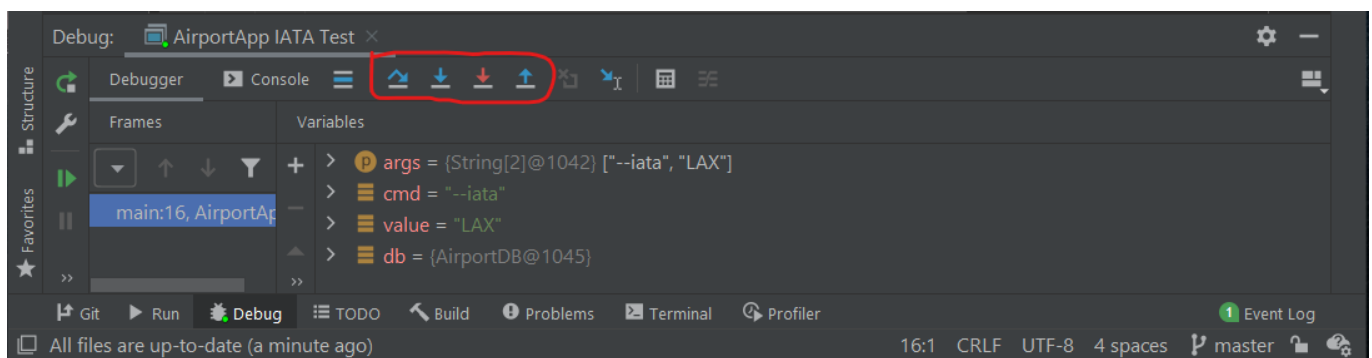 Debug: AirportApp IATA Test
Structure
Favorites
Debugger Console
Frames Variables
args = {String[2]@1042} ["--iata", "LAX"]
cmd = "--iata"
main:16, AirportAp value = "LAX"
db = {AirportDB@1045}
Git Run Debug TODO Build Problems Terminal Profiler 1 Event Log
All files are up-to-date (a minute ago) 16:1 CRLF UTF-8 4 spaces master